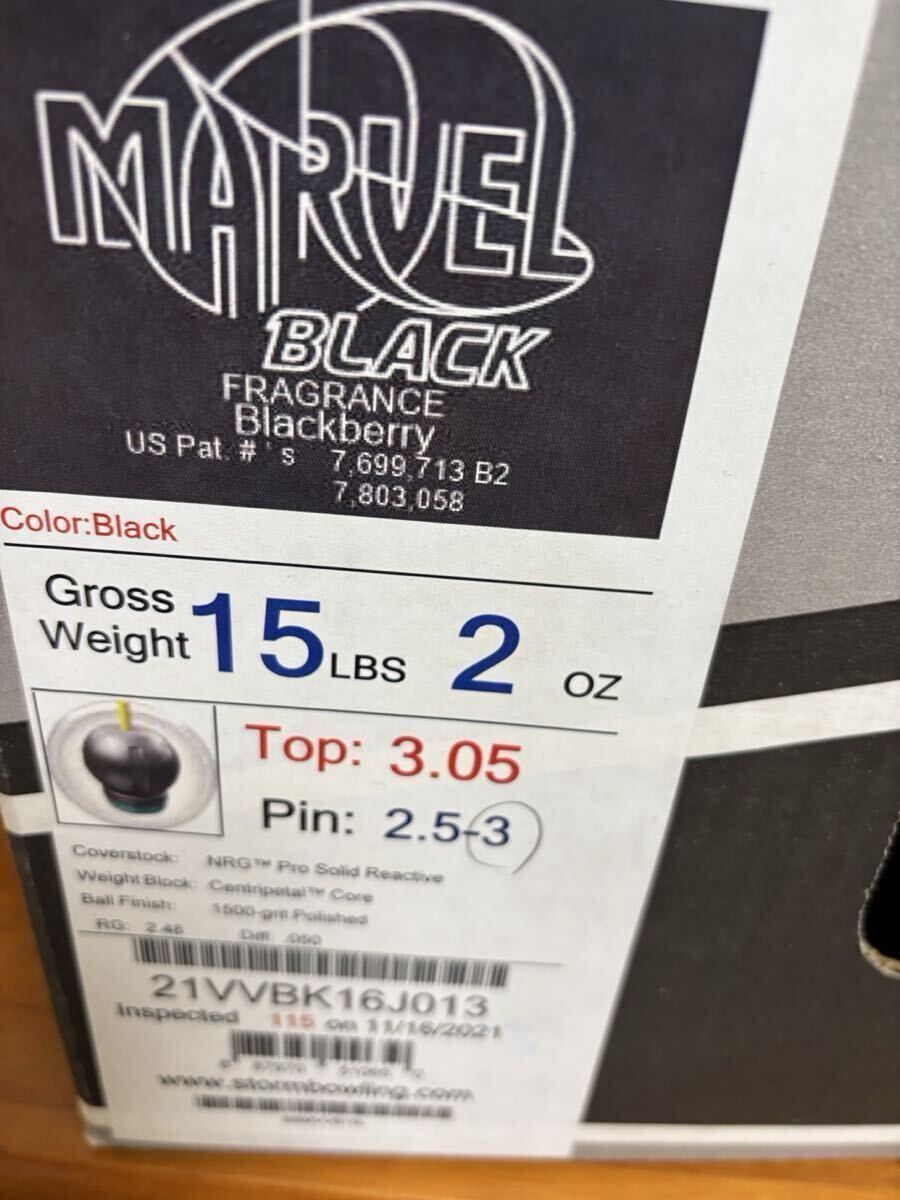 MARVEL
BLACK
FRAGRANCE
Blackberry
US Pat. #'s 7,699,713 B2
7,803,058
Color:Black
Gross Weight 15 LBS 2 OZ
Top: 3.05
Pin: 2.5-3
Coverstock: NRG™ Pro Solid Reactive
Weight Block: Centripetal™ Core
Ball Finish: 1500-grit Polished
RG: 2.48 Diff: .050
21VVBK16J013
Inspected 115 on 11/16/2021
www.stormbowling.com